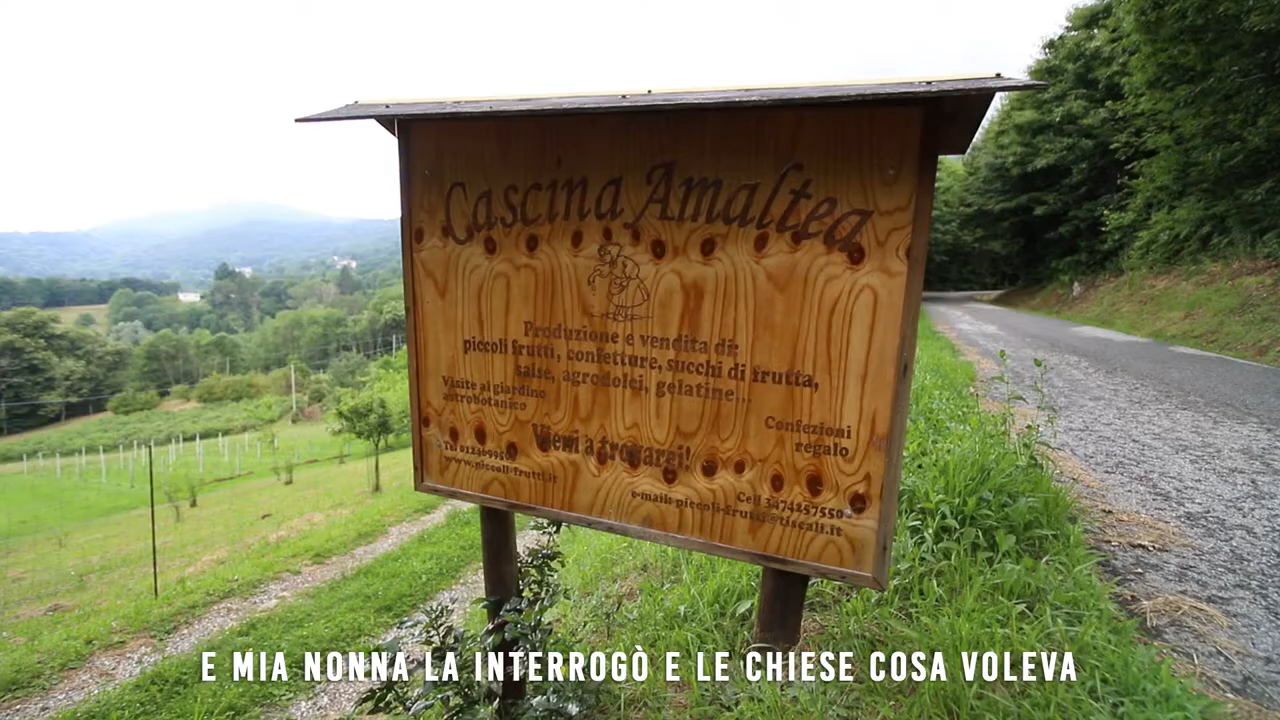 Cascina Amaltea
Produzione e vendita di:
piccoli frutti, confetture, succhi di frutta,
salse, agrodolci, gelatine...
Visite al giardino
astrobotanico
Confezioni
regalo
Vieni a trovarci!
www.piccoli-frutti.it
Cell 3474257550
e-mail: piccoli-frutti@tiscali.it
E MIA NONNA LA INTERROGÒ E LE CHIESE COSA VOLEVA